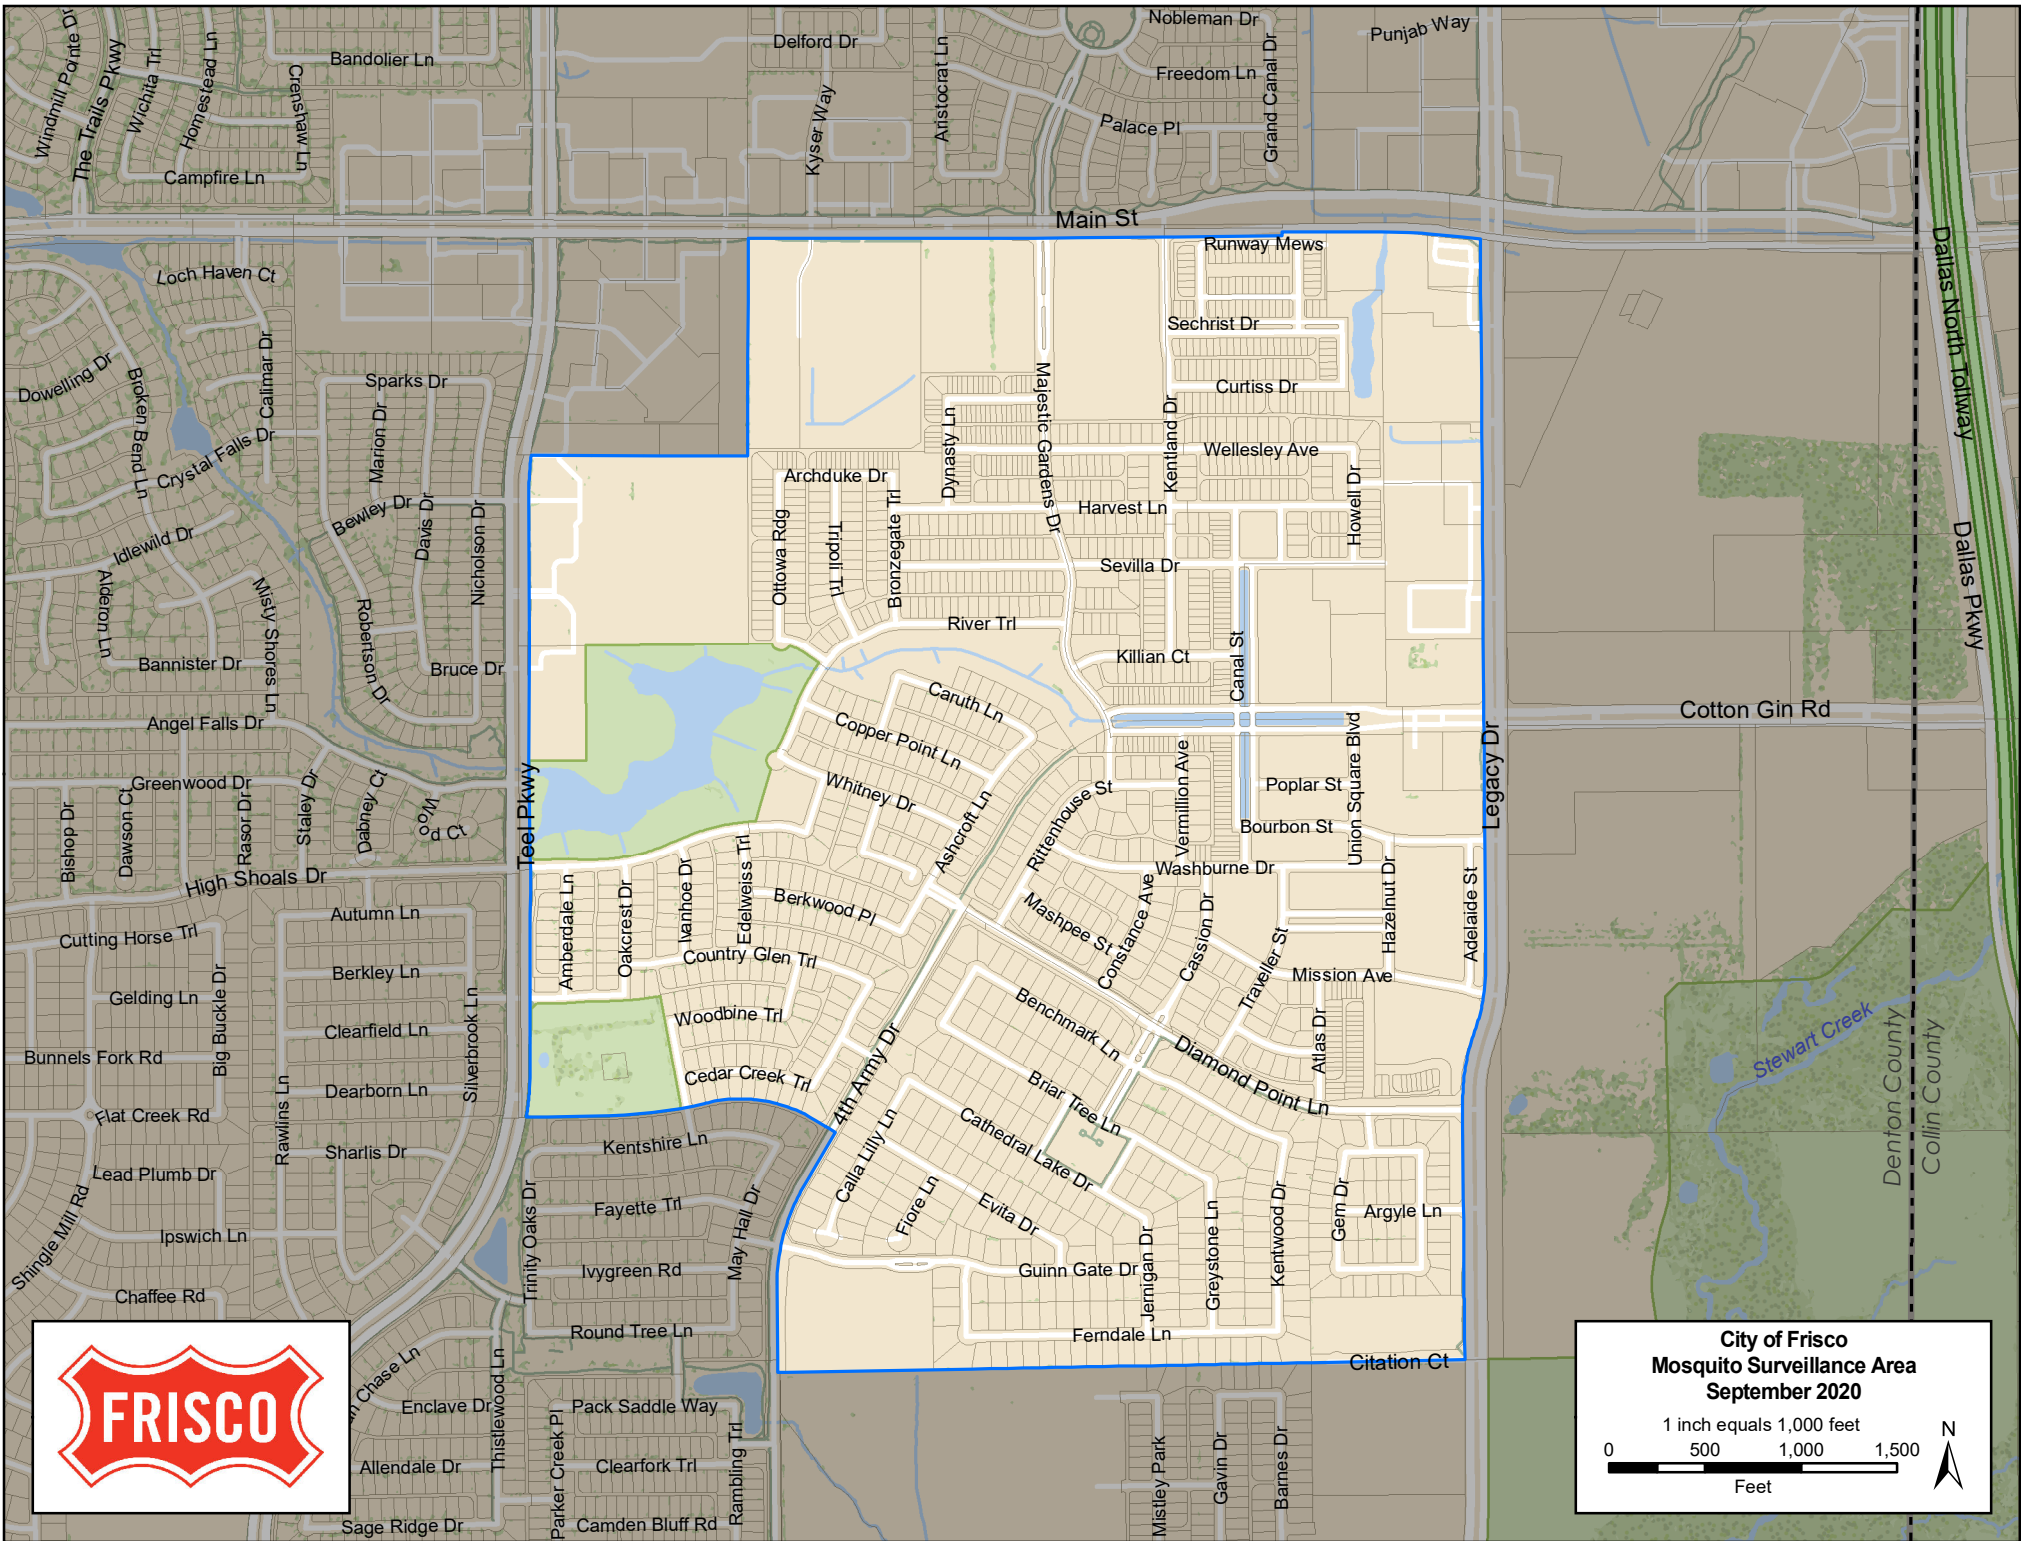 Nobleman Dr
Punjab Way
Delford Dr
Bandolier Ln
Freedom Ln
Windmill Pointe Dr
The Trails Pkwy
Wichita Trl
Homestead Ln
Crenshaw Ln
Kyser Way
Aristocrat Ln
Palace Pl
Grand Canal Dr
Campfire Ln
Main St
Dallas North Tollway
Loch Haven Ct
Runway Mews
Sechrist Dr
Dowelling Dr
Broken Bend Ln
Calimar Dr
Sparks Dr
Marion Dr
Curtiss Dr
Majestic Gardens Dr
Dynasty Ln
Kentland Dr
Wellesley Ave
Crystal Falls Dr
Archduke Dr
Howell Dr
Bewley Dr
Davis Dr
Nicholson Dr
Harvest Ln
Idlewild Dr
Ottowa Rdg
Tripoli Trl
Bronzegate Trl
Sevilla Dr
Dallas Pkwy
Alderon Ln
Misty Shores Ln
Robertson Dr
River Trl
Bannister Dr
Bruce Dr
Killian Ct
Canal St
Angel Falls Dr
Caruth Ln
Copper Point Ln
Cotton Gin Rd
Legacy Dr
Greenwood Dr
Teel Pkwy
Whitney Dr
Rittenhouse St
Vermillion Ave
Poplar St
Union Square Blvd
Bishop Dr
Dawson Ct
Rasor Dr
Staley Dr
Dabney Ct
Wood Ct
Ashcroft Ln
Bourbon St
High Shoals Dr
Washburne Dr
Autumn Ln
Amberdale Ln
Oakcrest Dr
Ivanhoe Dr
Edelweiss Trl
Berkwood Pl
Mashpee St
Constance Ave
Cassion Dr
Traveller St
Hazelnut Dr
Adelaide St
Cutting Horse Trl
Country Glen Trl
Mission Ave
Berkley Ln
Big Buckle Dr
Gelding Ln
Silverbrook Ln
Clearfield Ln
Woodbine Trl
Benchmark Ln
Atlas Dr
Stewart Creek
Bunnels Fork Rd
4th Army Dr
Diamond Point Ln
Denton County
Collin County
Dearborn Ln
Cedar Creek Trl
Briar Tree Ln
Flat Creek Rd
Rawlins Ln
Kentshire Ln
Calla Lilly Ln
Cathedral Lake Dr
Sharlis Dr
Lead Plumb Dr
Fayette Trl
Trinity Oaks Dr
May Hall Dr
Fiore Ln
Evita Dr
Jernigan Dr
Greystone Ln
Kentwood Dr
Gem Dr
Argyle Ln
Shingle Mill Rd
Ipswich Ln
Ivygreen Rd
Guinn Gate Dr
Chaffee Rd
Round Tree Ln
Ferndale Ln
Citation Ct
Chase Ln
Thistlewood Ln
Enclave Dr
Pack Saddle Way
Parker Creek Pl
Rambling Trl
Mistley Park
Gavin Dr
Barnes Dr
Allendale Dr
Clearfork Trl
Sage Ridge Dr
Camden Bluff Rd
FRISCO
City of Frisco
Mosquito Surveillance Area
September 2020
1 inch equals 1,000 feet
N
0 500 1,000 1,500
Feet